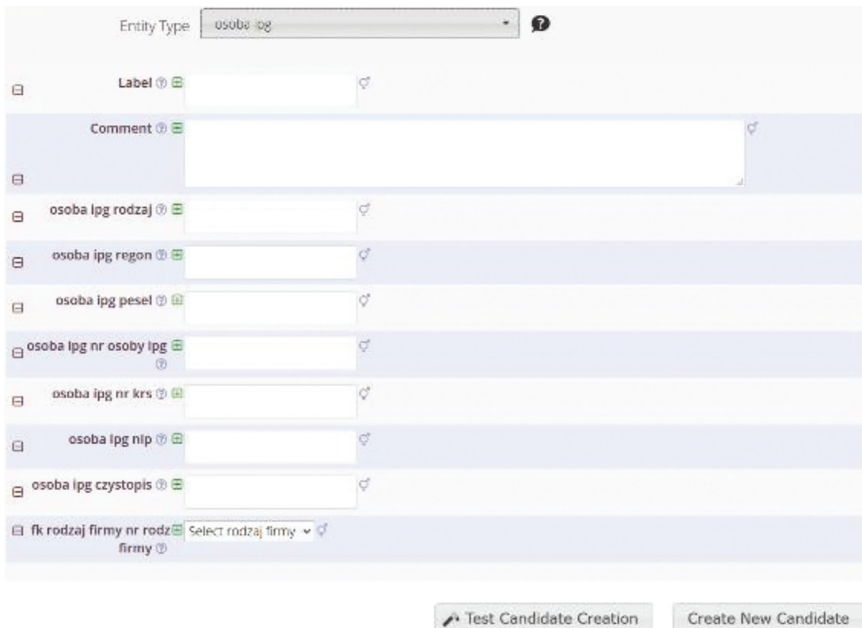 Entity Type osoba ipg
Label
Comment
osoba ipg rodzaj
osoba ipg regon
osoba ipg pesel
osoba ipg nr osoby ipg
osoba ipg nr krs
osoba ipg nip
osoba ipg czystopis
fk rodzaj firmy nr rodz Select rodzaj firmy
firmy
Test Candidate Creation Create New Candidate